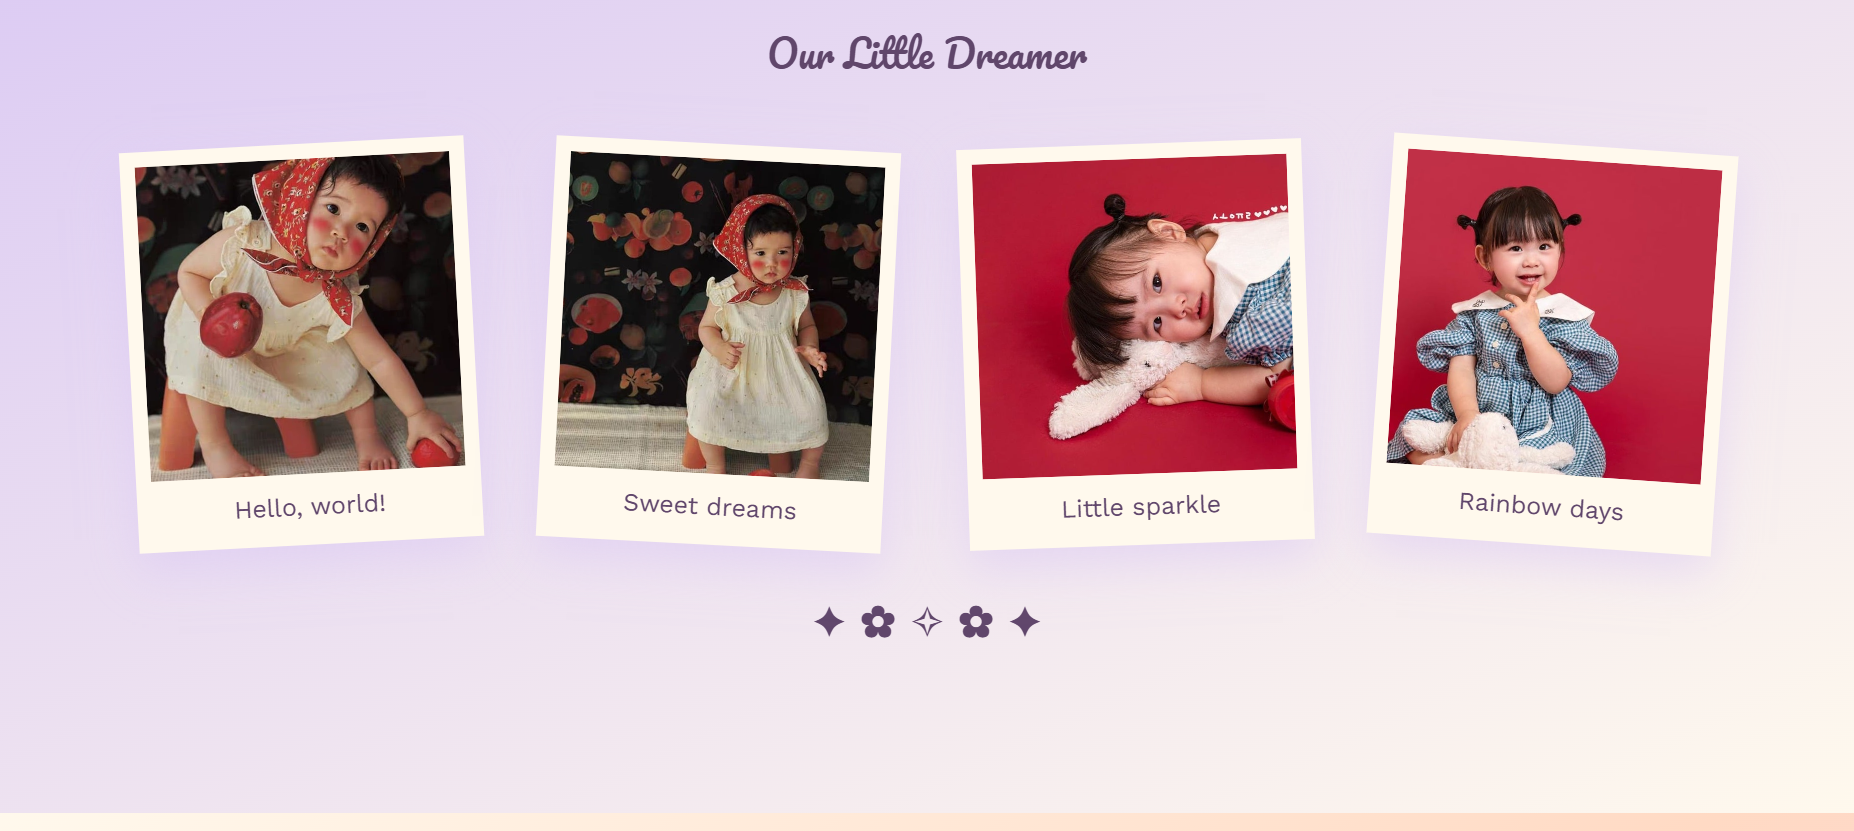 Our Little Dreamer
Hello, world!
Sweet dreams
Little sparkle
Rainbow days